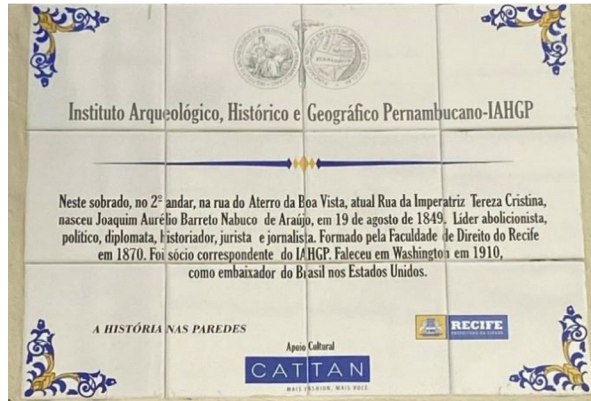 Instituto Arqueológico, Histórico e Geográfico Pernambucano-IAHGP
Neste sobrado, no 2º andar, na rua do Aterro da Boa Vista, atual Rua da Imperatriz Tereza Cristina,
nasceu Joaquim Aurélio Barreto Nabuco de Araújo, em 19 de agosto de 1849. Líder abolicionista,
político, diplomata, historiador, jurista e jornalista. Formado pela Faculdade de Direito do Recife
em 1870. Foi sócio correspondente do IAHGP. Faleceu em Washington em 1910,
como embaixador do Brasil nos Estados Unidos.
A HISTÓRIA NAS PAREDES
RECIFE
PREFEITURA DA CIDADE
Apoio Cultural
CATTAN
MAIS FASHION, MAIS VOCÊ